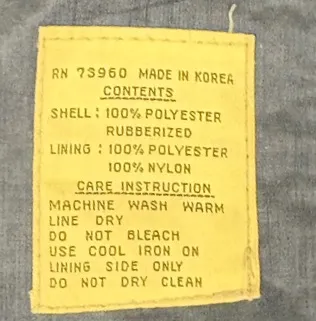 RN 73960 MADE IN KOREA
CONTENTS
SHELL : 100% POLYESTER
RUBBERIZED
LINING : 100% POLYESTER
100% NYLON
CARE INSTRUCTION
MACHINE WASH WARM
LINE DRY
DO NOT BLEACH
USE COOL IRON ON
LINING SIDE ONLY
DO NOT DRY CLEAN